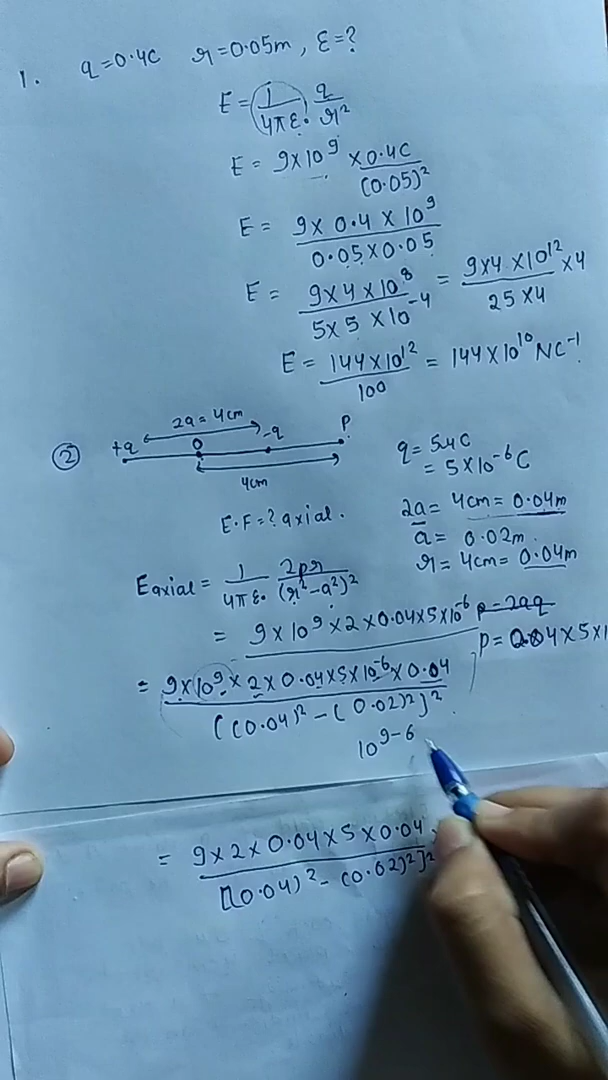 1. q=0.4C r=0.05m, E=?
E = 1/4πε₀ q/r²
E = 9×10⁹ × 0.4C/(0.05)²
E = 9×0.4×10⁹/0.05×0.05
E = 9×4×10⁸/5×5×10⁻⁴ = 9×4×10¹²/25×4 ×4
E = 144×10¹²/100 = 144×10¹⁰ NC⁻¹
2 2a=4cm
+q O -q P
4cm
q=5μC
= 5×10⁻⁶C
E.F=? axial.
2a = 4cm = 0.04m
a = 0.02m
r = 4cm = 0.04m
E axial = 1/4πε₀ 2pr/(r²-a²)²
= 9×10⁹×2×0.04×5×10⁻⁶ p=2aq
p=0.04×5×1
= 9×10⁹×2×0.04×5×10⁻⁶×0.04/[(0.04)²-(0.02)²]²
10⁹⁻⁶
= 9×2×0.04×5×0.04/[(0.04)²-(0.02)²]²